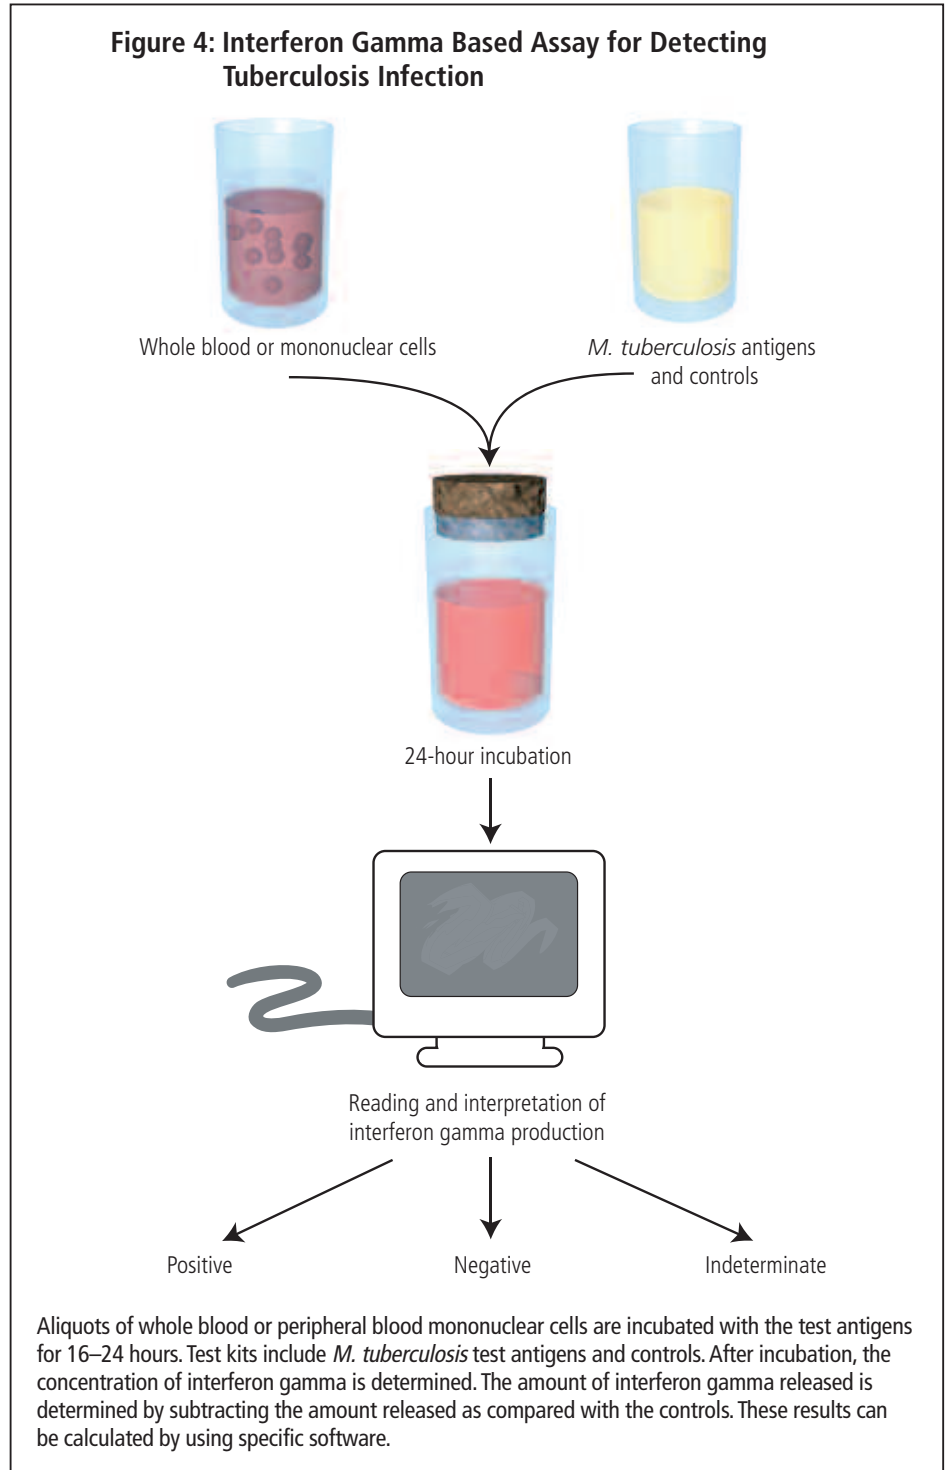 Figure 4: Interferon Gamma Based Assay for Detecting
Tuberculosis Infection
Whole blood or mononuclear cells
M. tuberculosis antigens
and controls
24-hour incubation
Reading and interpretation of
interferon gamma production
Positive
Negative
Indeterminate
Aliquots of whole blood or peripheral blood mononuclear cells are incubated with the test antigens
for 16–24 hours. Test kits include M. tuberculosis test antigens and controls. After incubation, the
concentration of interferon gamma is determined. The amount of interferon gamma released is
determined by subtracting the amount released as compared with the controls. These results can
be calculated by using specific software.